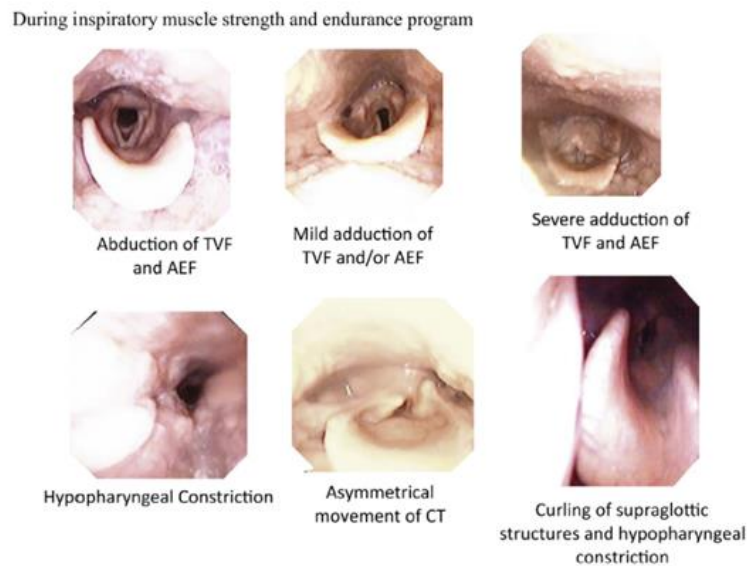 During inspiratory muscle strength and endurance program
Abduction of TVF
and AEF
Mild adduction of
TVF and/or AEF
Severe adduction of
TVF and AEF
Hypopharyngeal Constriction
Asymmetrical
movement of CT
Curling of supraglottic
structures and hypopharyngeal
constriction